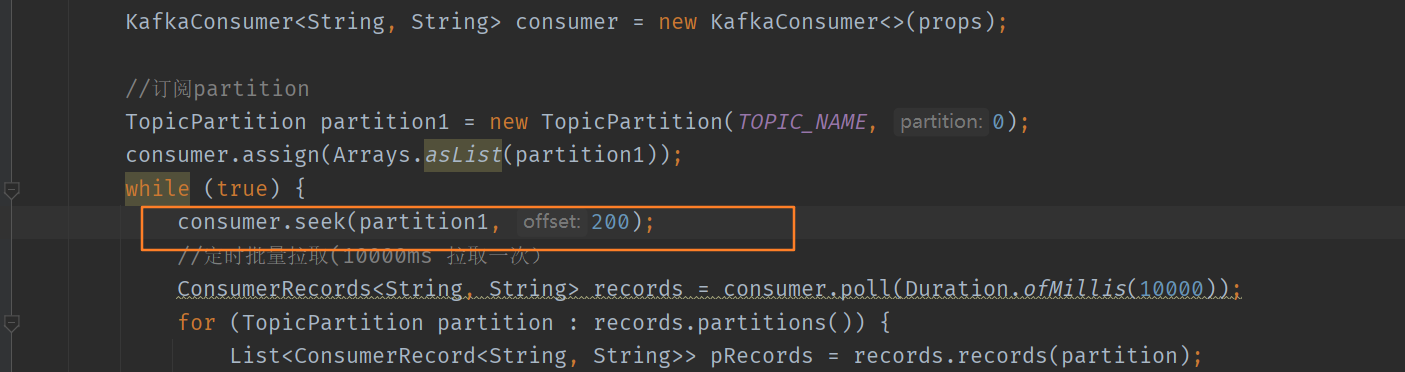 KafkaConsumer<String, String> consumer = new KafkaConsumer<>(props);
//订阅partition
TopicPartition partition1 = new TopicPartition(TOPIC_NAME, partition: 0);
consumer.assign(Arrays.asList(partition1));
while (true) {
consumer.seek(partition1, offset: 200);
//定时批量拉取(10000ms 拉取一次）
ConsumerRecords<String, String> records = consumer.poll(Duration.ofMillis(10000));
for (TopicPartition partition : records.partitions()) {
List<ConsumerRecord<String, String>> pRecords = records.records(partition);